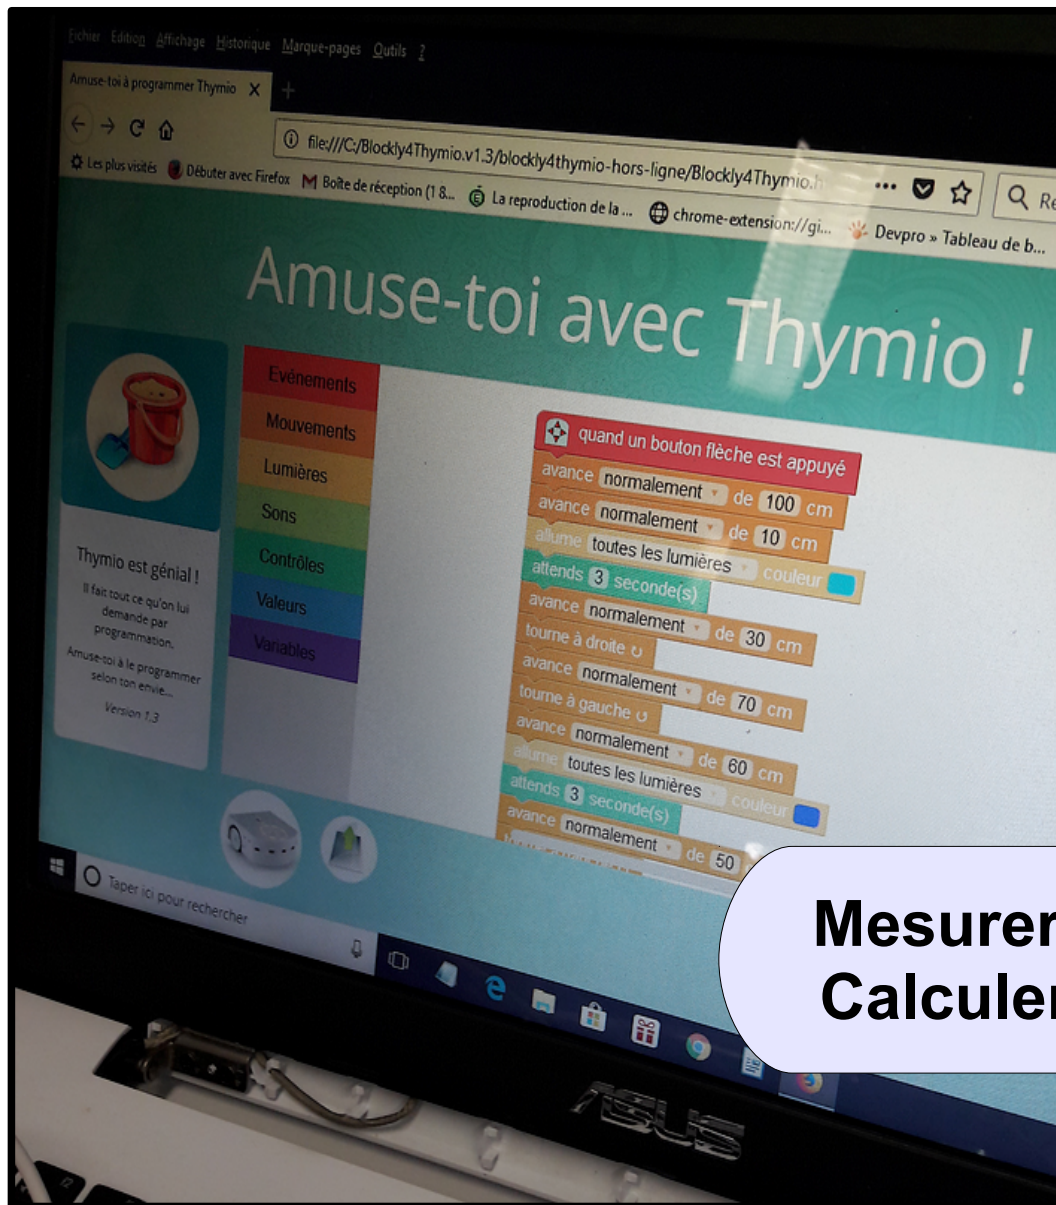 Fichier Edition Affichage Historique Marque-pages Outils ?
Amuse-toi à programmer Thymio X +
file:///C:/Blockly4Thymio.v1.3/blockly4thymio-hors-ligne/Blockly4Thymio.h
Les plus visités Débuter avec Firefox Boîte de réception (1 8... La reproduction de la ... chrome-extension://gi... Devpro » Tableau de b...
Amuse-toi avec Thymio !
Evénements
Mouvements
Lumières
Sons
Contrôles
Valeurs
Variables
Thymio est génial !
Il fait tout ce qu'on lui
demande par
programmation.
Amuse-toi à le programmer
selon ton envie...
Version 1.3
quand un bouton flèche est appuyé
avance normalement de 100 cm
avance normalement de 10 cm
allume toutes les lumières couleur
attends 3 seconde(s)
avance normalement de 30 cm
tourne à droite
avance normalement de 70 cm
tourne à gauche
avance normalement de 60 cm
allume toutes les lumières couleur
attends 3 seconde(s)
avance normalement de 50
Mesurer
Calculer
Taper ici pour rechercher
ASUS